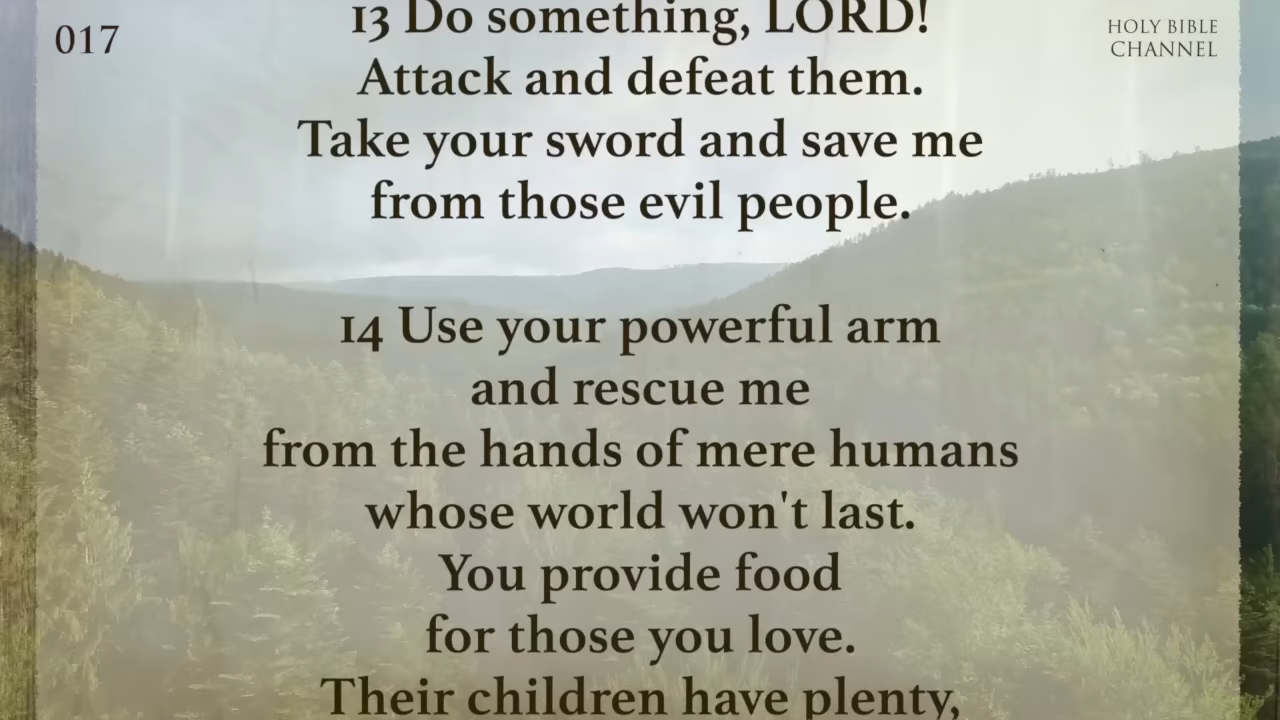 017
HOLY BIBLE
CHANNEL
13 Do something, LORD!
Attack and defeat them.
Take your sword and save me
from those evil people.
14 Use your powerful arm
and rescue me
from the hands of mere humans
whose world won't last.
You provide food
for those you love.
Their children have plenty,